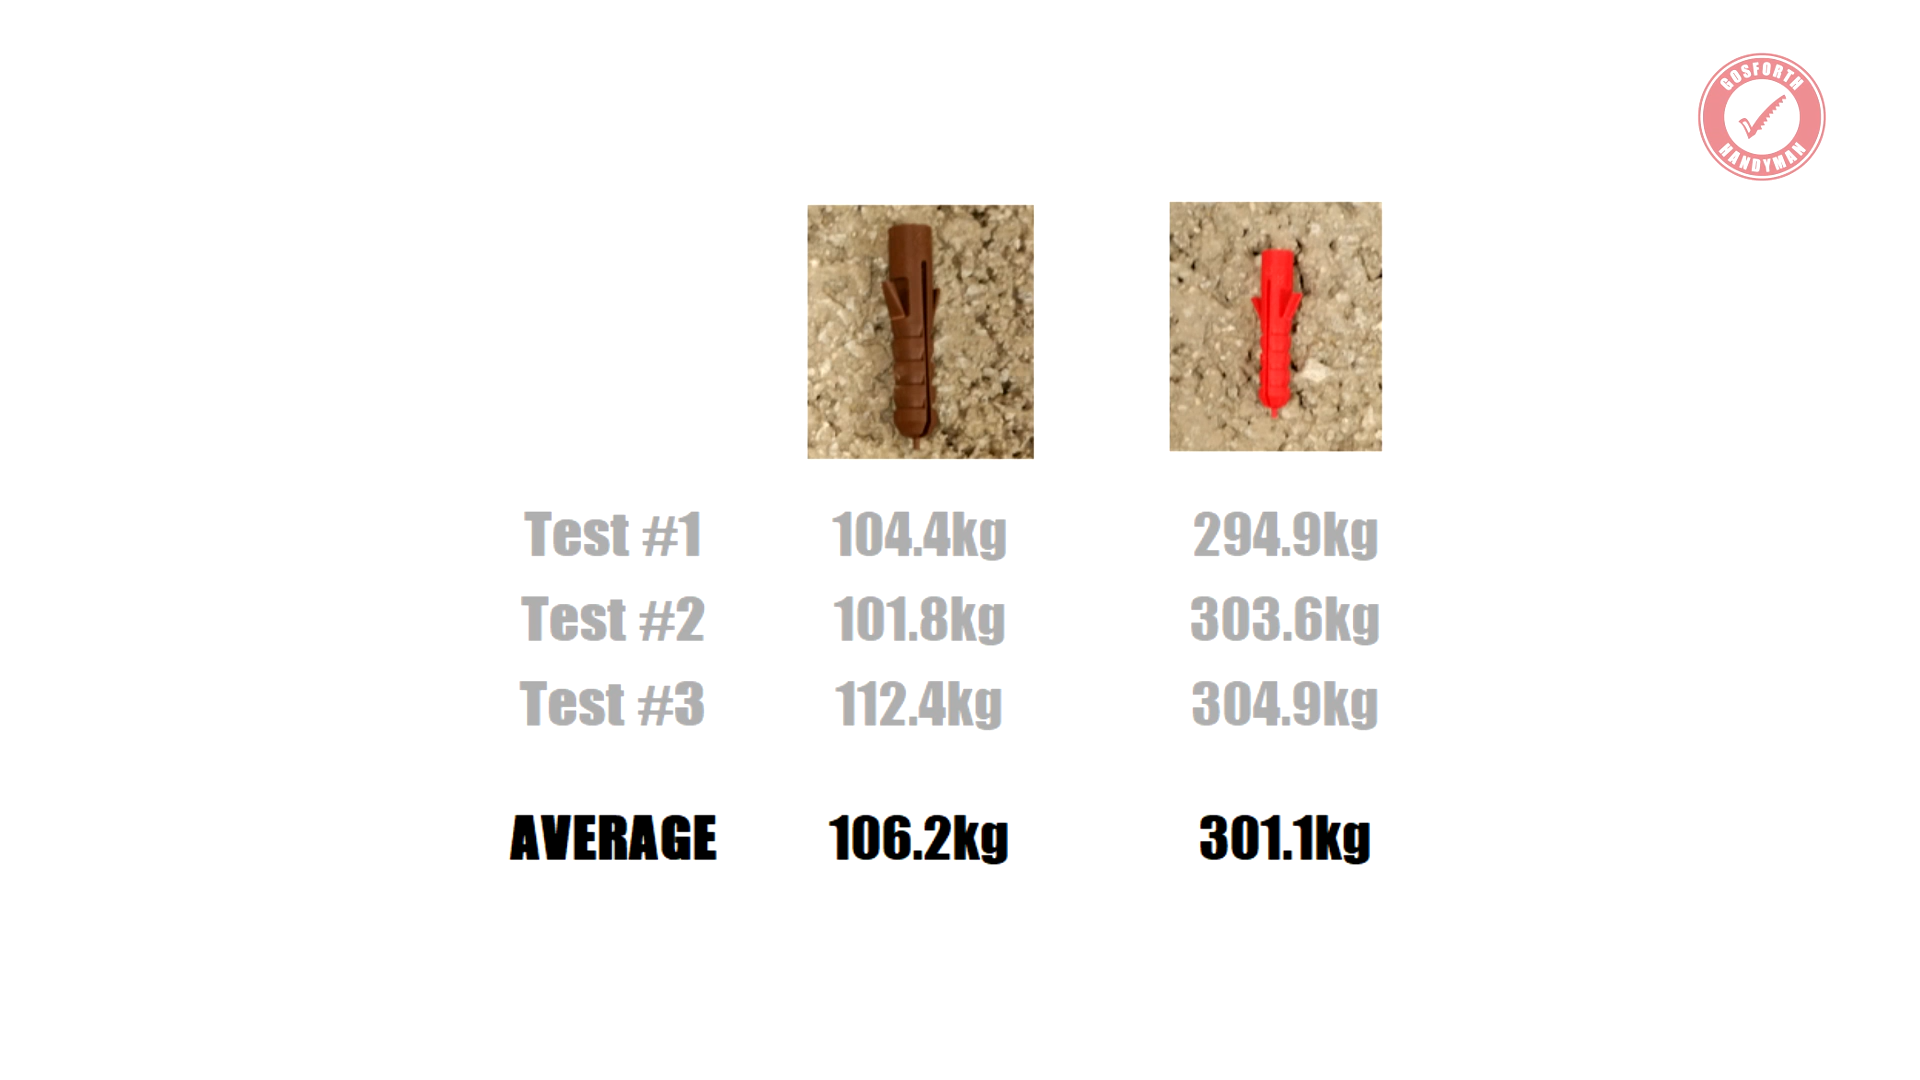 GOSFORTH
HANDYMAN
Test #1 104.4kg 294.9kg
Test #2 101.8kg 303.6kg
Test #3 112.4kg 304.9kg
AVERAGE 106.2kg 301.1kg